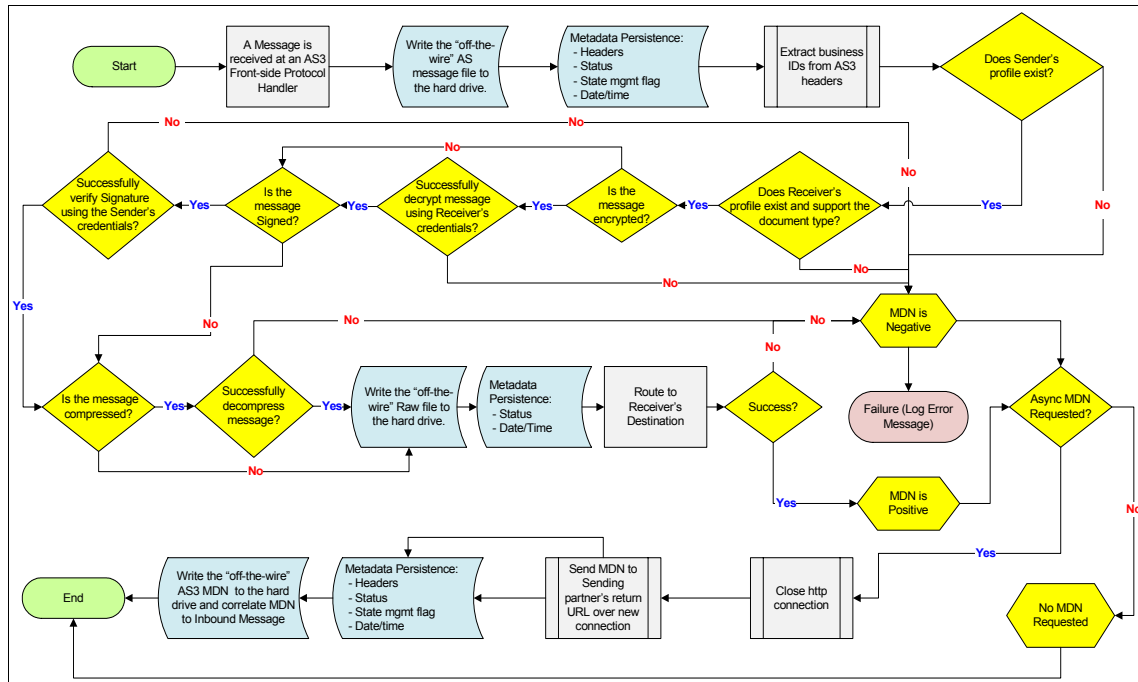 Start
A Message is
received at an AS3
Front-side Protocol
Handler
Write the “off-the-
wire” AS
message file to
the hard drive.
Metadata Persistence:
- Headers
- Status
- State mgmt flag
- Date/time
Extract business
IDs from AS3
headers
Does Sender's
profile exist?
No
No
No
No
Yes
No
Successfully
verify Signature
using the Sender's
credentials?
Yes
Is the
message
Signed?
Yes
Successfully
decrypt message
using Receiver's
credentials?
Yes
Is the
message
encrypted?
Yes
Does Receiver's
profile exist and support the
document type?
No
No
Yes
No
No
No
No
MDN is
Negative
Is the message
compressed?
Yes
Successfully
decompress
message?
Yes
Write the “off-the-
wire” Raw file to
the hard drive.
Metadata
Persistence:
- Status
- Date/Time
Route to
Receiver's
Destination
Success?
Failure (Log Error
Message)
Async MDN
Requested?
No
Yes
MDN is
Positive
No
Yes
End
Write the “off-the-wire”
AS3 MDN to the hard
drive and correlate MDN
to Inbound Message
Metadata Persistence:
- Headers
- Status
- State mgmt flag
- Date/time
Send MDN to
Sending
partner's return
URL over new
connection
Close http
connection
No MDN
Requested